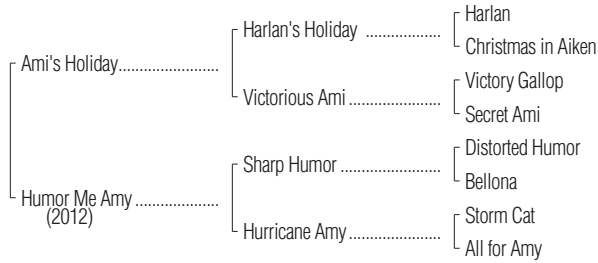 Harlan
Harlan's Holiday ..................
Christmas in Aiken
Ami's Holiday........................
Victory Gallop
Victorious Ami ......................
Secret Ami
Distorted Humor
Sharp Humor ........................
Bellona
Humor Me Amy ....................
(2012)
Storm Cat
Hurricane Amy ......................
All for Amy